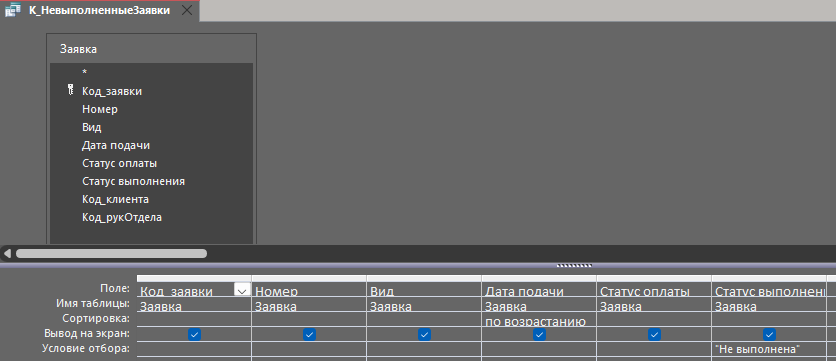 К_НевыполненныеЗаявки
Заявка
*
Код_заявки
Номер
Вид
Дата подачи
Статус оплаты
Статус выполнения
Код_клиента
Код_рукОтдела
Поле: Код_заявки Номер Вид Дата подачи Статус оплаты Статус выполнени
Имя таблицы: Заявка Заявка Заявка Заявка Заявка Заявка
Сортировка: по возрастанию
Вывод на экран:
Условие отбора: "Не выполнена"